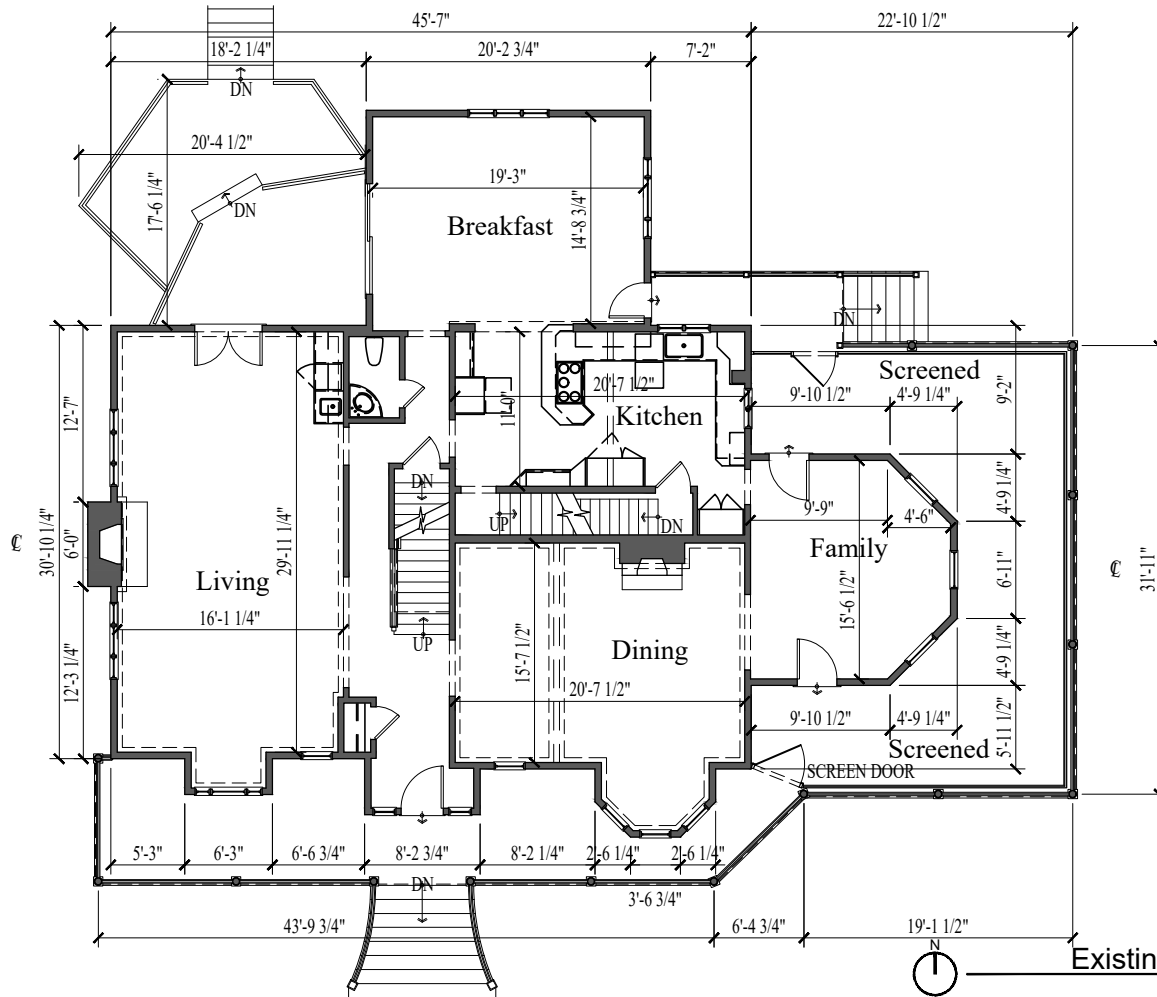 45'-7"
22'-10 1/2"
18'-2 1/4"
20'-2 3/4"
7'-2"
DN
20'-4 1/2"
17'-6 1/4"
DN
19'-3"
14'-8 3/4"
Breakfast
DN
Screened
9'-10 1/2"
4'-9 1/4"
9'-2"
12'-7"
20'-7 1/2"
11'-0"
Kitchen
DN
UP
DN
9'-9"
4'-6"
4'-9 1/4"
Family
℄
30'-10 1/4"
6'-0"
29'-11 1/4"
Living
16'-1 1/4"
6'-11"
℄
31'-11"
15'-6 1/2"
UP
15'-7 1/2"
Dining
20'-7 1/2"
12'-3 1/4"
4'-9 1/4"
9'-10 1/2"
4'-9 1/4"
5'-11 1/2"
Screened
SCREEN DOOR
5'-3"
6'-3"
6'-6 3/4"
8'-2 3/4"
8'-2 1/4"
2'-6 1/4"
2'-6 1/4"
DN
3'-6 3/4"
43'-9 3/4"
6'-4 3/4"
19'-1 1/2"
N
Existin